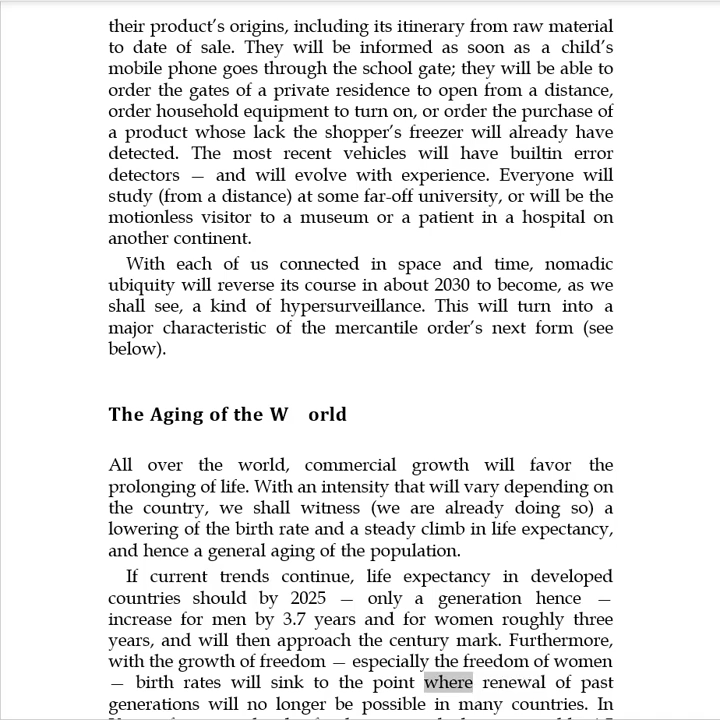 their product’s origins, including its itinerary from raw material
to date of sale. They will be informed as soon as a child’s
mobile phone goes through the school gate; they will be able to
order the gates of a private residence to open from a distance,
order household equipment to turn on, or order the purchase of
a product whose lack the shopper’s freezer will already have
detected. The most recent vehicles will have builtin error
detectors — and will evolve with experience. Everyone will
study (from a distance) at some far-off university, or will be the
motionless visitor to a museum or a patient in a hospital on
another continent.
With each of us connected in space and time, nomadic
ubiquity will reverse its course in about 2030 to become, as we
shall see, a kind of hypersurveillance. This will turn into a
major characteristic of the mercantile order’s next form (see
below).
The Aging of the W orld
All over the world, commercial growth will favor the
prolonging of life. With an intensity that will vary depending on
the country, we shall witness (we are already doing so) a
lowering of the birth rate and a steady climb in life expectancy,
and hence a general aging of the population.
If current trends continue, life expectancy in developed
countries should by 2025 — only a generation hence —
increase for men by 3.7 years and for women roughly three
years, and will then approach the century mark. Furthermore,
with the growth of freedom — especially the freedom of women
— birth rates will sink to the point where renewal of past
generations will no longer be possible in many countries. In